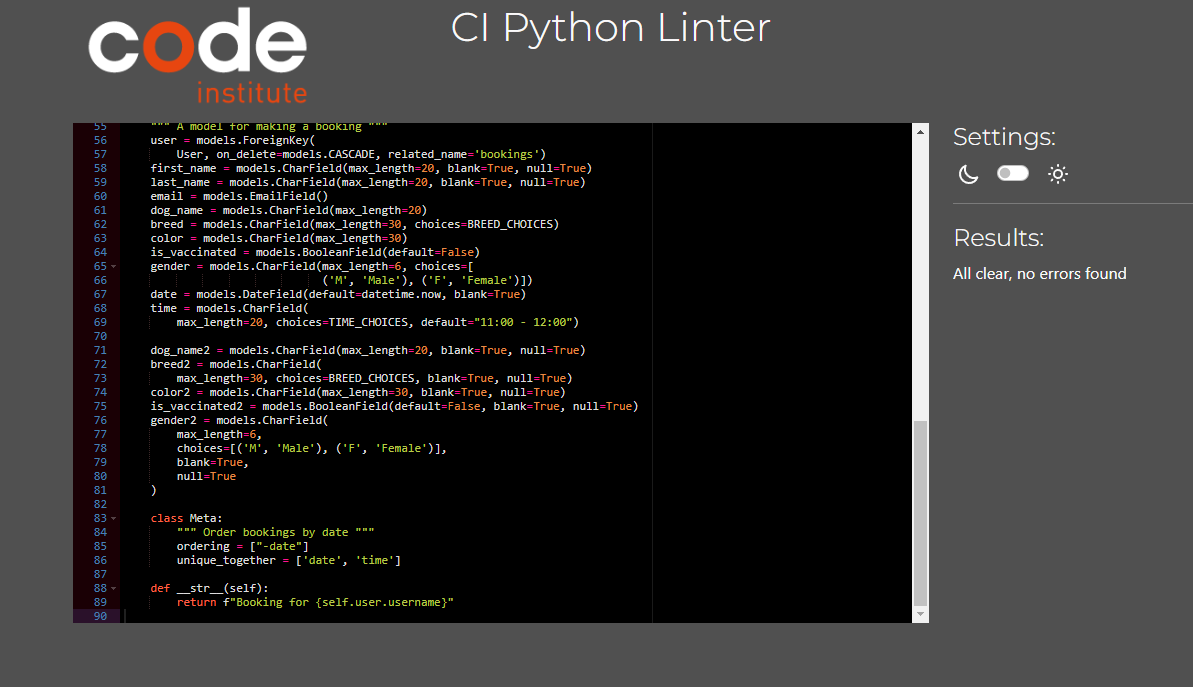 code
institute
CI Python Linter
55 """ A model for making a booking """
56 user = models.ForeignKey(
57 User, on_delete=models.CASCADE, related_name='bookings')
58 first_name = models.CharField(max_length=20, blank=True, null=True)
59 last_name = models.CharField(max_length=20, blank=True, null=True)
60 email = models.EmailField()
61 dog_name = models.CharField(max_length=20)
62 breed = models.CharField(max_length=30, choices=BREED_CHOICES)
63 color = models.CharField(max_length=30)
64 is_vaccinated = models.BooleanField(default=False)
65 gender = models.CharField(max_length=6, choices=[
66 ('M', 'Male'), ('F', 'Female')])
67 date = models.DateField(default=datetime.now, blank=True)
68 time = models.CharField(
69 max_length=20, choices=TIME_CHOICES, default="11:00 - 12:00")
70
71 dog_name2 = models.CharField(max_length=20, blank=True, null=True)
72 breed2 = models.CharField(
73 max_length=30, choices=BREED_CHOICES, blank=True, null=True)
74 color2 = models.CharField(max_length=30, blank=True, null=True)
75 is_vaccinated2 = models.BooleanField(default=False, blank=True, null=True)
76 gender2 = models.CharField(
77 max_length=6,
78 choices=[('M', 'Male'), ('F', 'Female')],
79 blank=True,
80 null=True
81 )
82
83 class Meta:
84 """ Order bookings by date """
85 ordering = ["-date"]
86 unique_together = ['date', 'time']
87
88 def __str__(self):
89 return f"Booking for {self.user.username}"
90
Settings:
Results:
All clear, no errors found